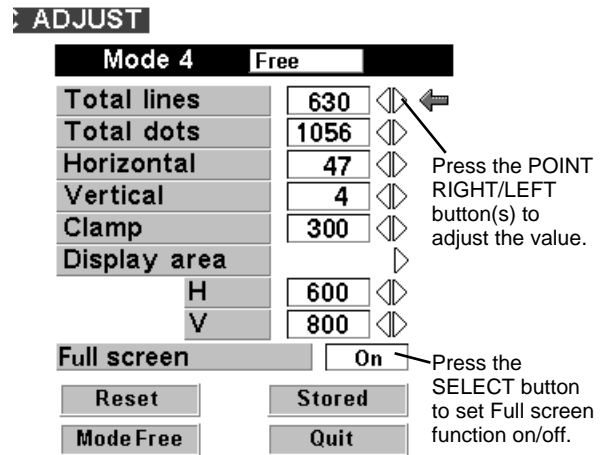 C ADJUST
Mode 4 Free
Total lines 630
Total dots 1056
Horizontal 47
Vertical 4
Clamp 300
Display area
H 600
V 800
Full screen On
Reset Stored
Mode Free Quit
Press the POINT
RIGHT/LEFT
button(s) to
adjust the value.
Press the
SELECT button
to set Full screen
function on/off.